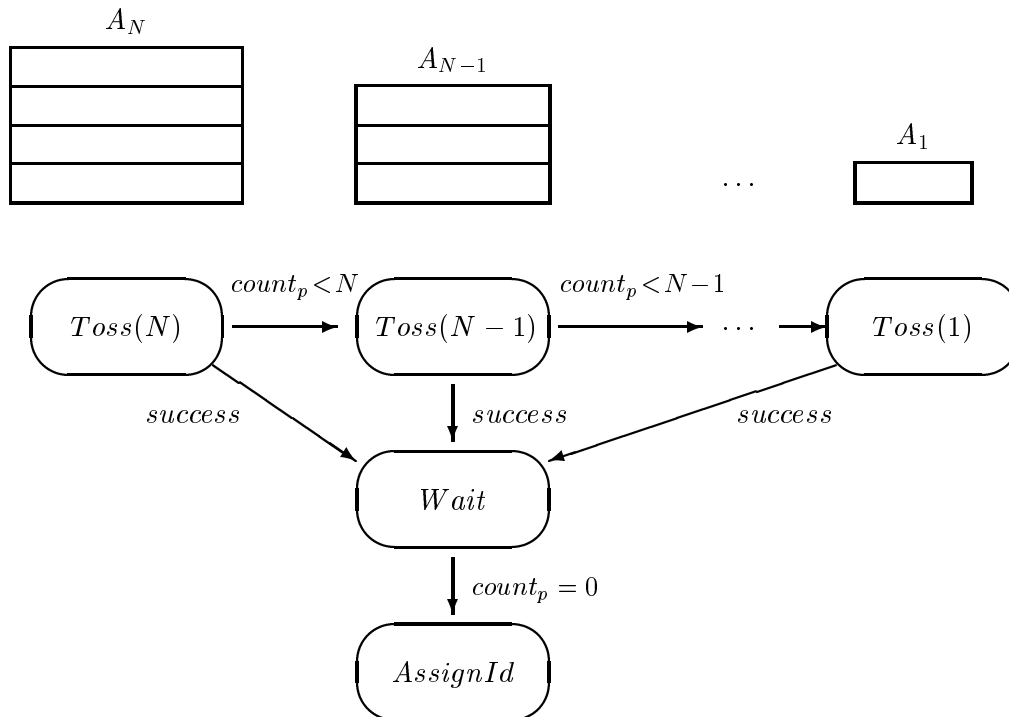 A_N
A_{N−1}
A_1
...
count_p < N
count_p < N−1
Toss(N)
Toss(N − 1)
...
Toss(1)
success
success
success
Wait
count_p = 0
AssignId